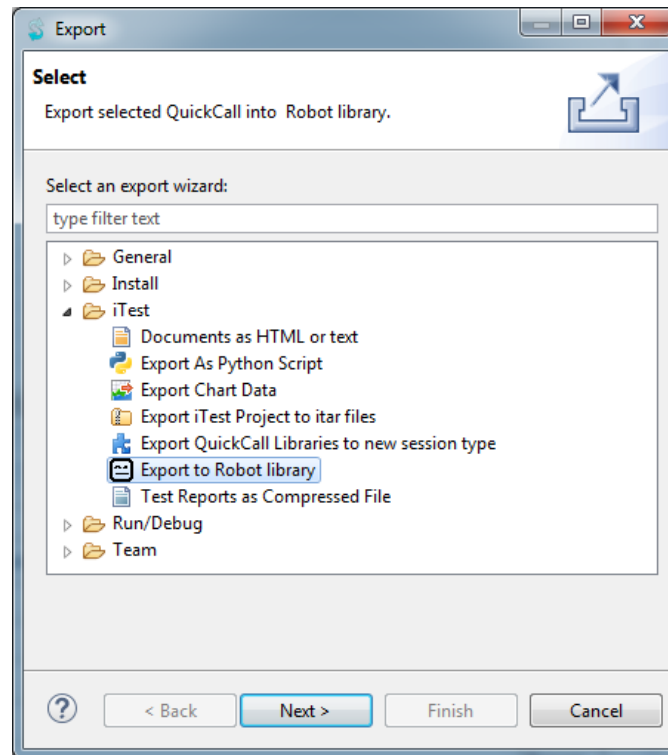 Export
Select
Export selected QuickCall into Robot library.
Select an export wizard:
type filter text
General
Install
iTest
Documents as HTML or text
Export As Python Script
Export Chart Data
Export iTest Project to itar files
Export QuickCall Libraries to new session type
Export to Robot library
Test Reports as Compressed File
Run/Debug
Team
? < Back Next > Finish Cancel